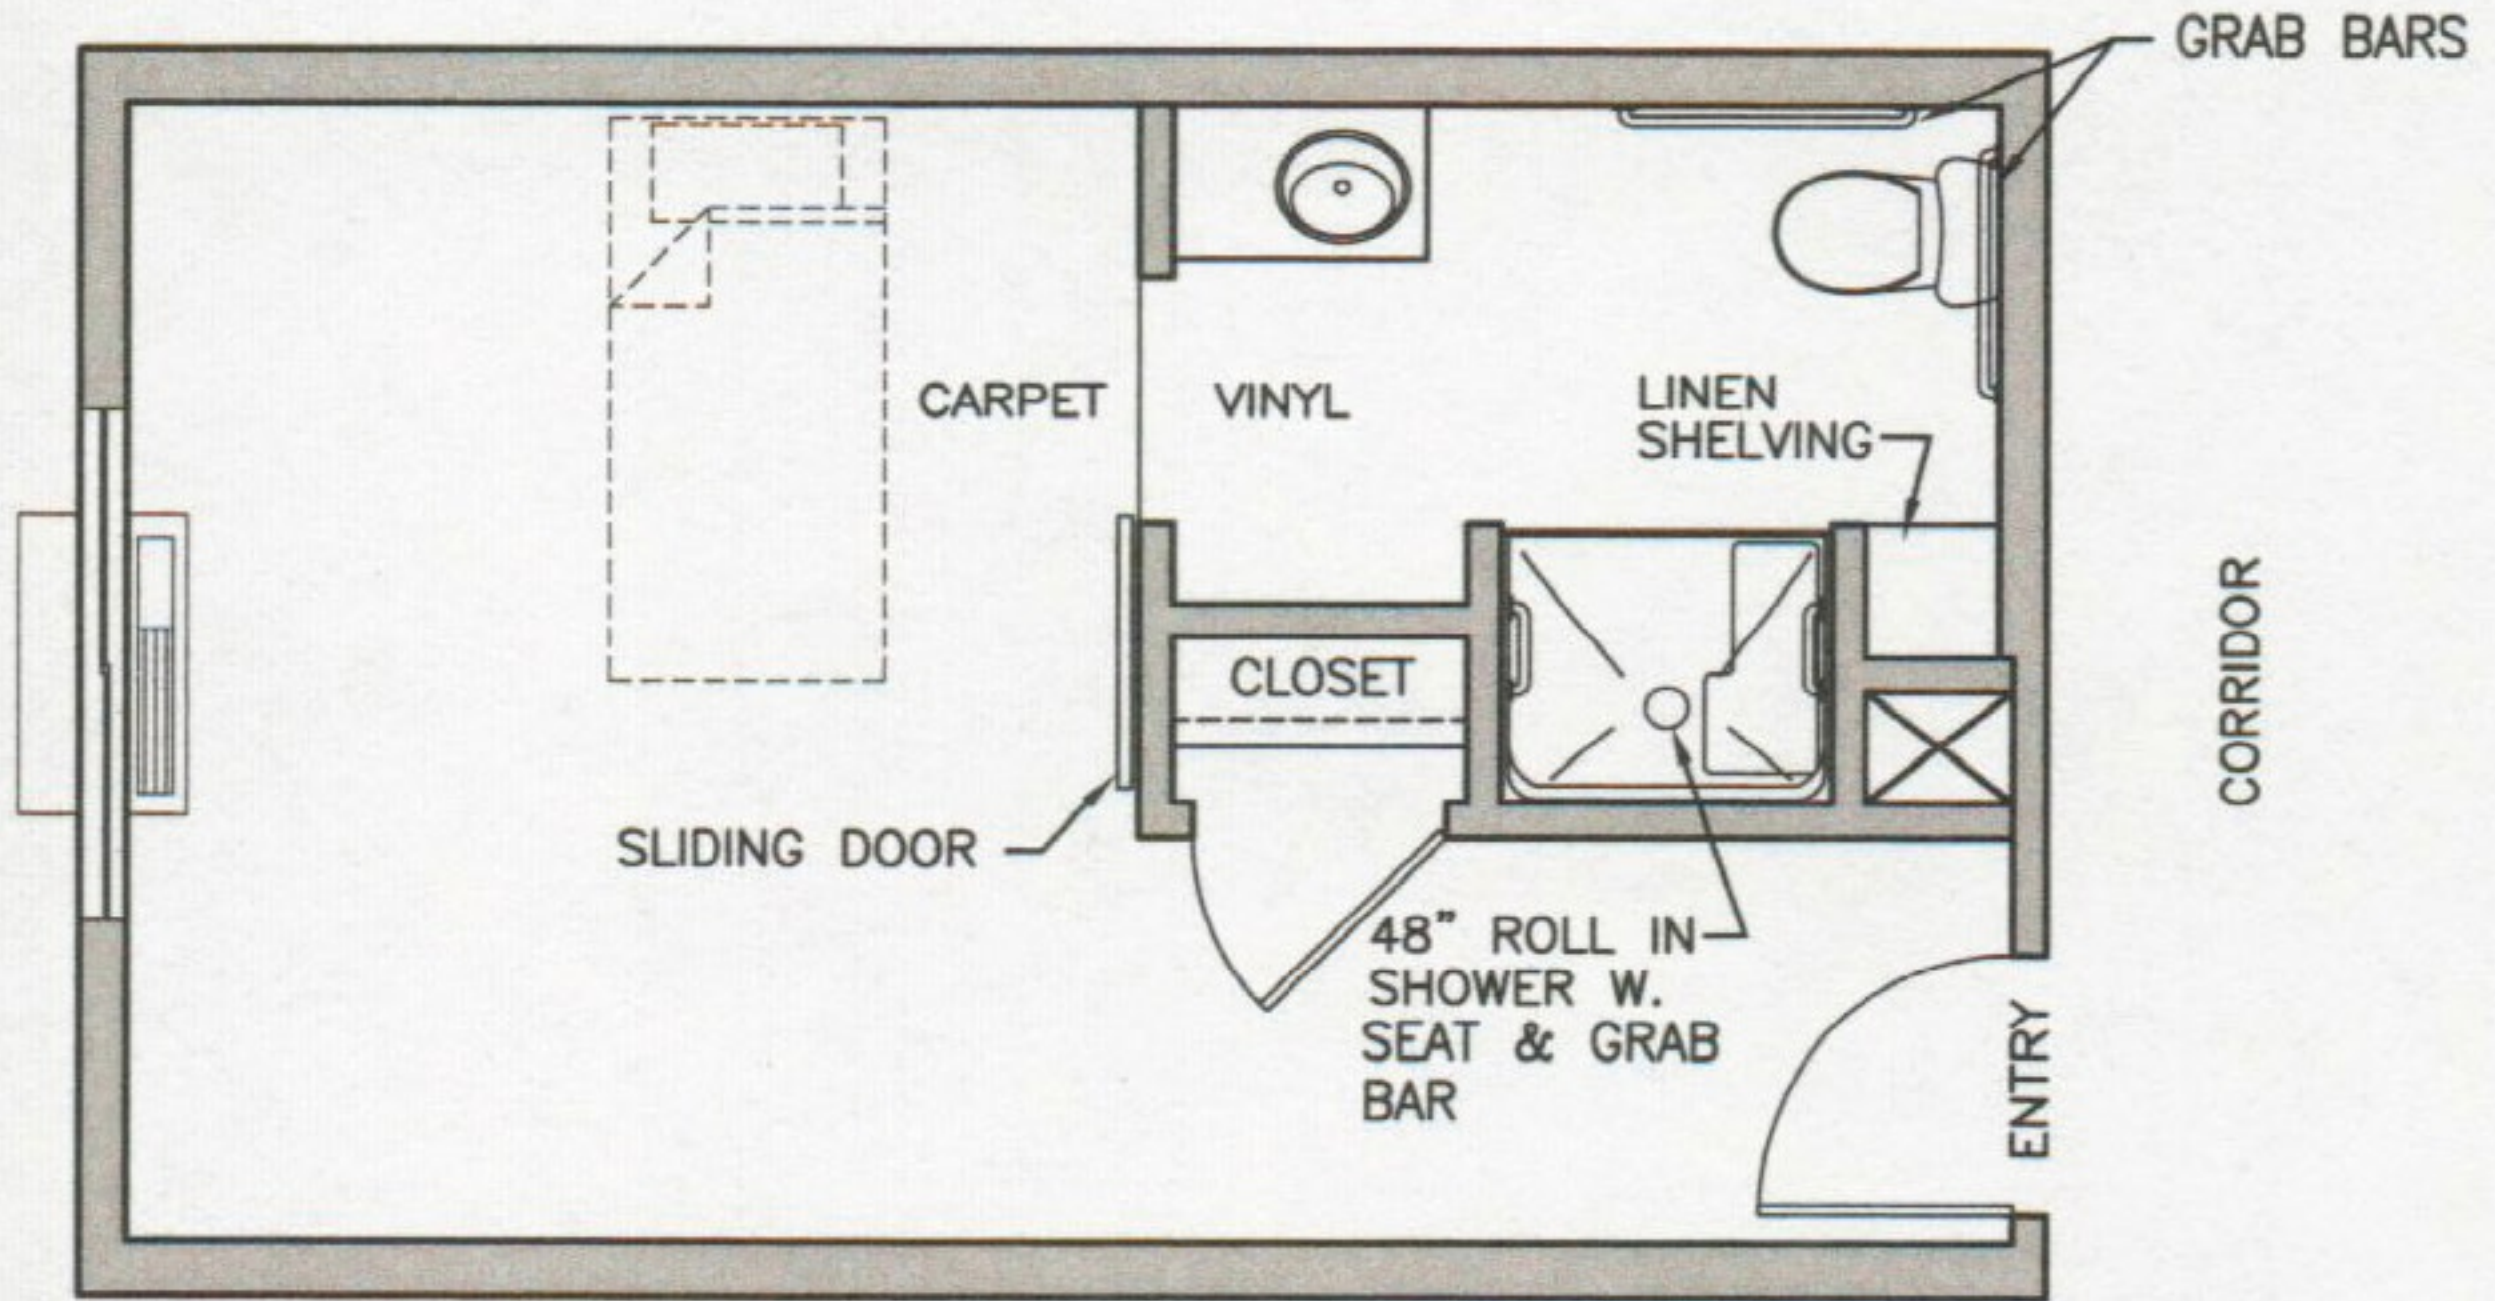 GRAB BARS
CARPET
VINYL
LINEN
SHELVING
CLOSET
CORRIDOR
SLIDING DOOR
48" ROLL IN
SHOWER W.
SEAT & GRAB
BAR
ENTRY